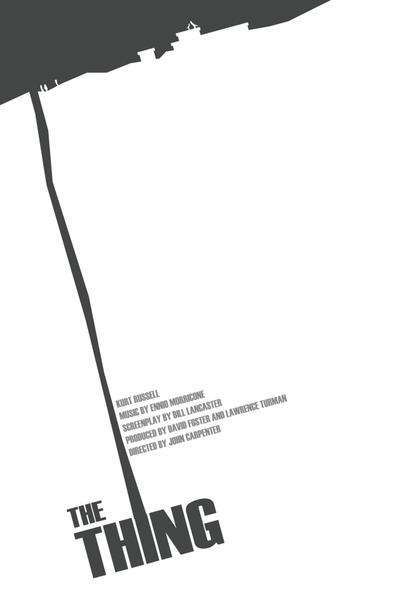 KURT RUSSELL
MUSIC BY ENNIO MORRICONE
SCREENPLAY BY BILL LANCASTER
PRODUCED BY DAVID FOSTER AND LAWRENCE TURMAN
DIRECTED BY JOHN CARPENTER
THE
THING